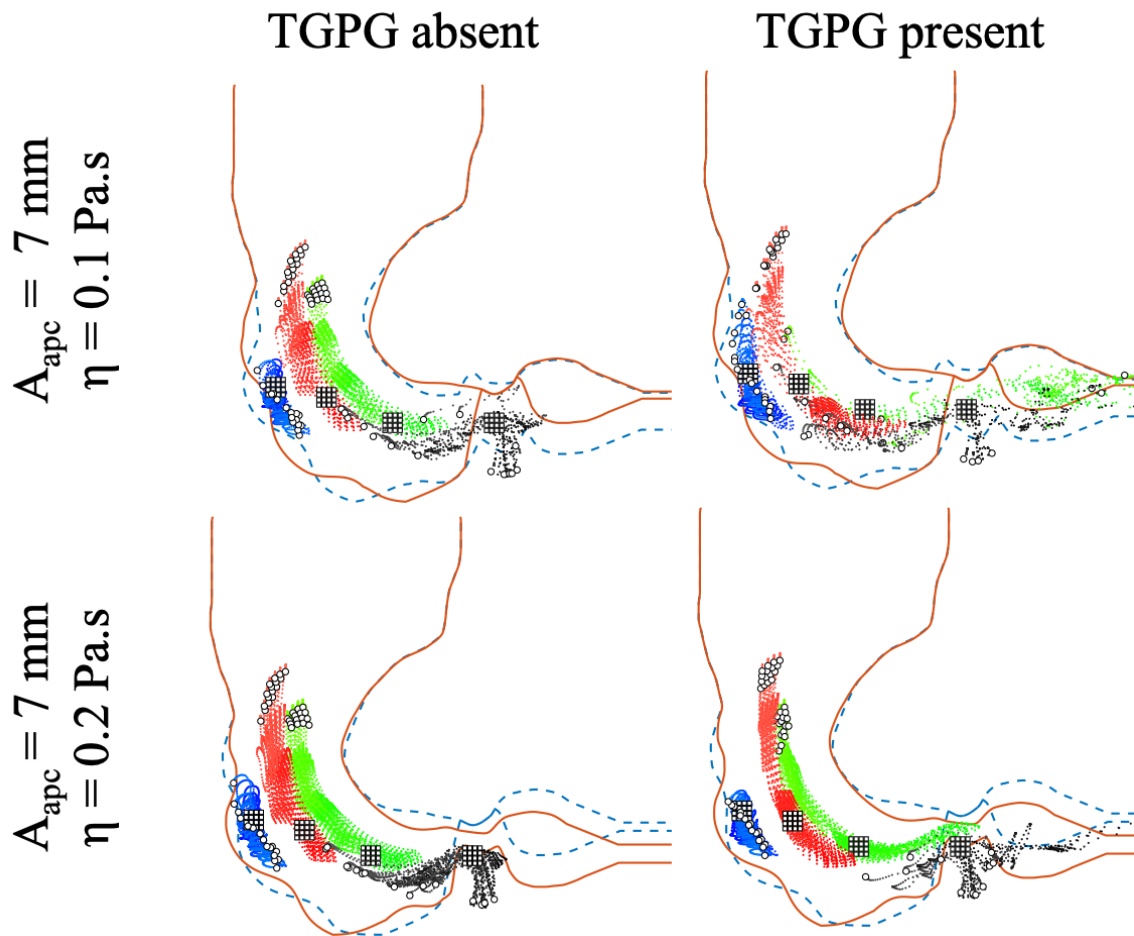 TGPG absent
TGPG present
A_apc = 7 mm
η = 0.1 Pa.s
A_apc = 7 mm
η = 0.2 Pa.s